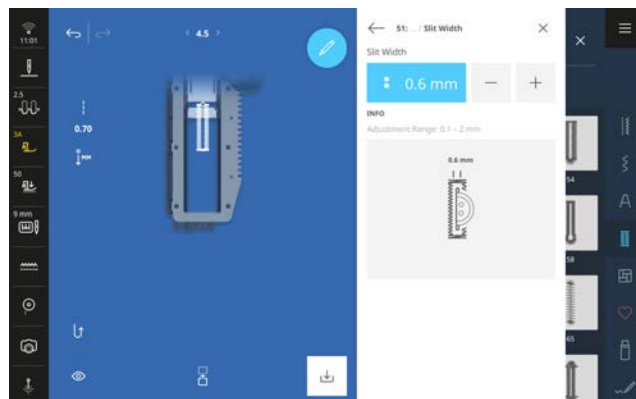 11:01
2.5
3A
50
9 mm
4.5
0.70
MM
51: ... / Slit Width
Slit Width
0.6 mm
INFO
Adjustment Range: 0.1 – 2 mm
0.6 mm
54
58
65
A